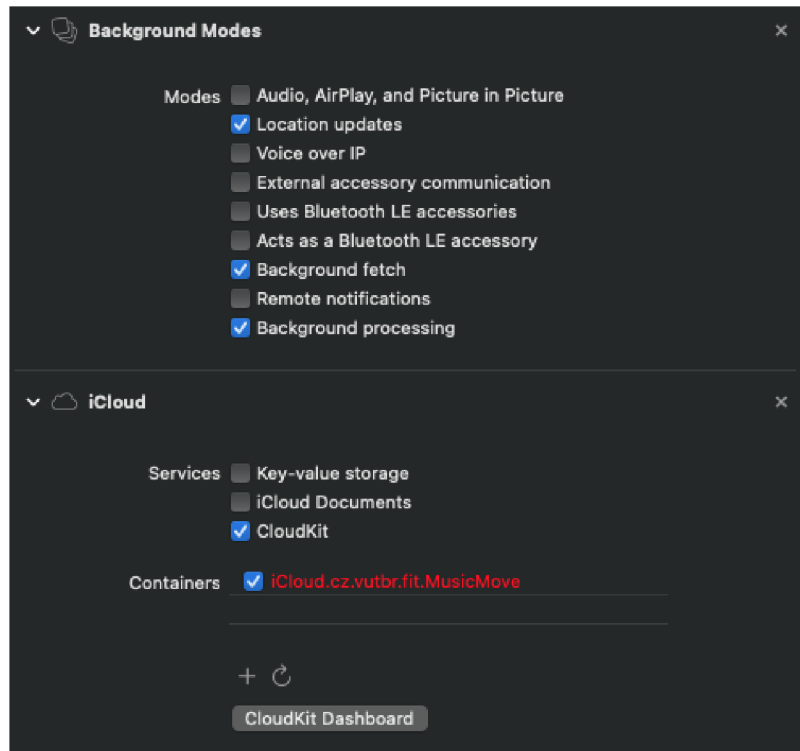 Background Modes
Modes Audio, AirPlay, and Picture in Picture
Location updates
Voice over IP
External accessory communication
Uses Bluetooth LE accessories
Acts as a Bluetooth LE accessory
Background fetch
Remote notifications
Background processing
iCloud
Services Key-value storage
iCloud Documents
CloudKit
Containers iCloud.cz.vutbr.fit.MusicMove
CloudKit Dashboard